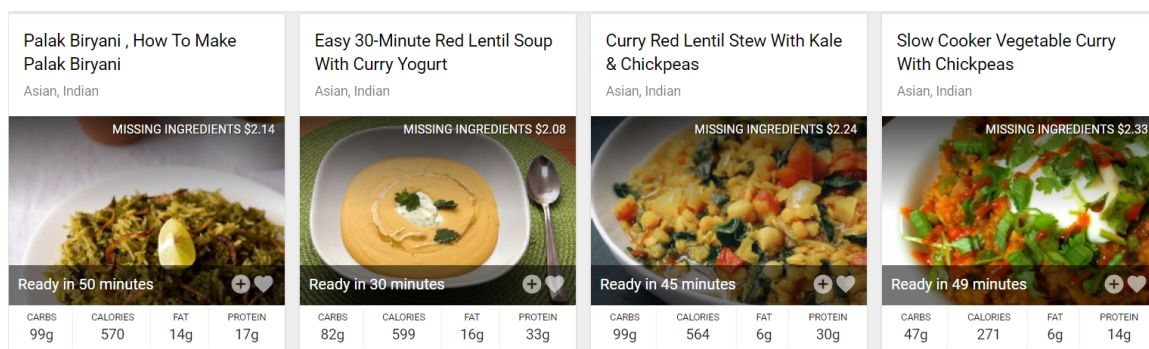 Palak Biryani , How To Make
Palak Biryani
Asian, Indian
MISSING INGREDIENTS $2.14
Ready in 50 minutes
CARBS CALORIES FAT PROTEIN
99g 570 14g 17g
Easy 30-Minute Red Lentil Soup
With Curry Yogurt
Asian, Indian
MISSING INGREDIENTS $2.08
Ready in 30 minutes
CARBS CALORIES FAT PROTEIN
82g 599 16g 33g
Curry Red Lentil Stew With Kale
& Chickpeas
Asian, Indian
MISSING INGREDIENTS $2.24
Ready in 45 minutes
CARBS CALORIES FAT PROTEIN
99g 564 6g 30g
Slow Cooker Vegetable Curry
With Chickpeas
Asian, Indian
MISSING INGREDIENTS $2.33
Ready in 49 minutes
CARBS CALORIES FAT PROTEIN
47g 271 6g 14g